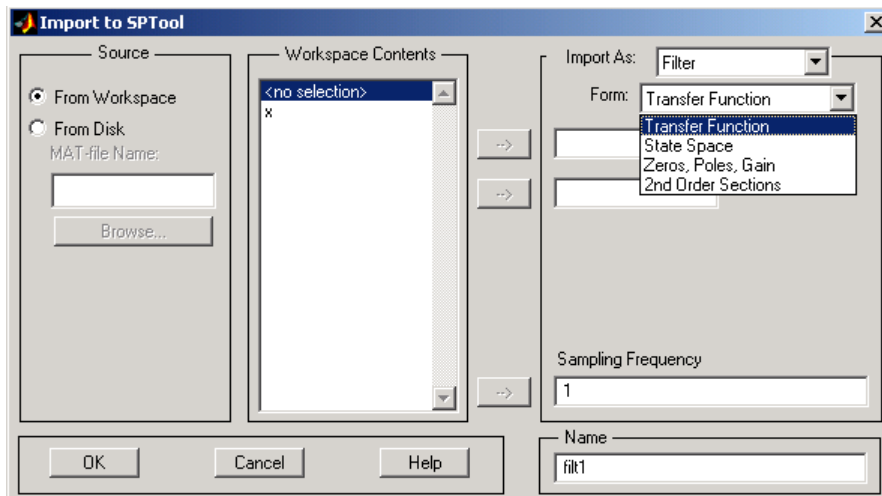 Import to SPTool
Source
From Workspace
From Disk
MAT-file Name:
Browse...
Workspace Contents
<no selection>
x
-->
-->
-->
Import As: Filter
Form: Transfer Function
Transfer Function
State Space
Zeros, Poles, Gain
2nd Order Sections
Sampling Frequency
1
OK Cancel Help
Name
filt1